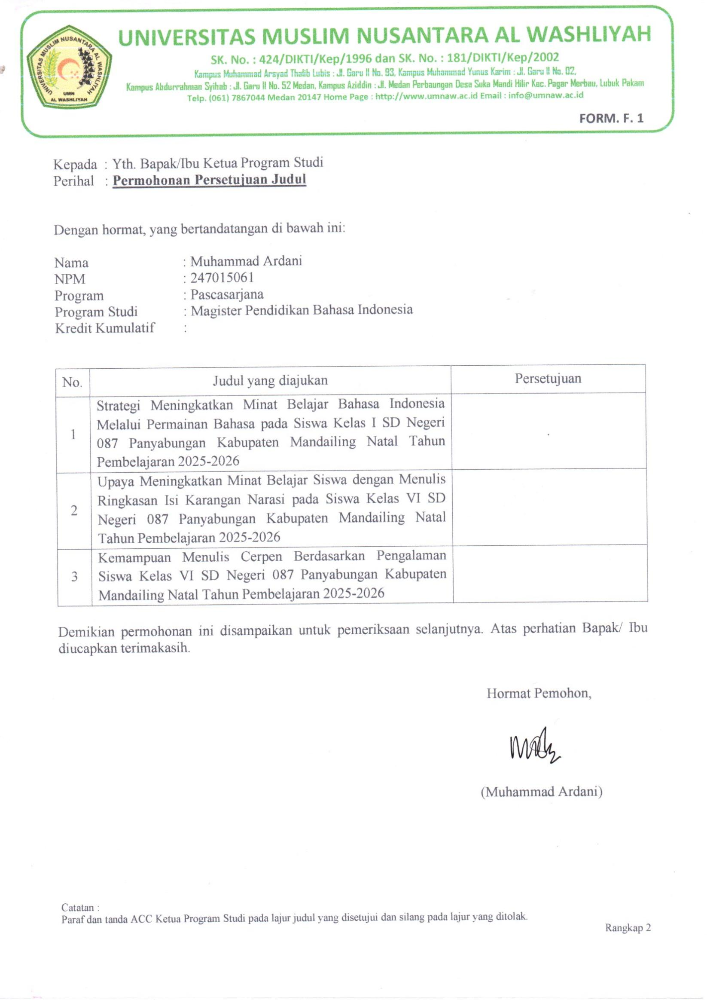 UNIVERSITAS MUSLIM NUSANTARA AL WASHLIYAH
UMN
AL WASHLIYAH
UNIVERSITAS MUSLIM NUSANTARA AL WASHLIYAH
SK. No. : 424/DIKTI/Kep/1996 dan SK. No. : 181/DIKTI/Kep/2002
Kampus Muhammad Arsyad Thalib Lubis : Jl. Garu II No. 93, Kampus Muhammad Yunus Karim : Jl. Garu II No. 02,
Kampus Abdurrahman Syihab : Jl. Garu II No. 52 Medan, Kampus Aziddin : Jl. Medan Perbaungan Desa Suka Mandi Hilir Kec. Pagar Merbau, Lubuk Pakam
Telp. (061) 7867044 Medan 20147 Home Page : http://www.umnaw.ac.id Email : info@umnaw.ac.id
FORM. F. 1
Kepada : Yth. Bapak/Ibu Ketua Program Studi
Perihal : Permohonan Persetujuan Judul
Dengan hormat, yang bertandatangan di bawah ini:
Nama : Muhammad Ardani
NPM : 247015061
Program : Pascasarjana
Program Studi : Magister Pendidikan Bahasa Indonesia
Kredit Kumulatif :
No. Judul yang diajukan Persetujuan
1
Strategi Meningkatkan Minat Belajar Bahasa Indonesia
Melalui Permainan Bahasa pada Siswa Kelas I SD Negeri
087 Panyabungan Kabupaten Mandailing Natal Tahun
Pembelajaran 2025-2026
2
Upaya Meningkatkan Minat Belajar Siswa dengan Menulis
Ringkasan Isi Karangan Narasi pada Siswa Kelas VI SD
Negeri 087 Panyabungan Kabupaten Mandailing Natal
Tahun Pembelajaran 2025-2026
3
Kemampuan Menulis Cerpen Berdasarkan Pengalaman
Siswa Kelas VI SD Negeri 087 Panyabungan Kabupaten
Mandailing Natal Tahun Pembelajaran 2025-2026
Demikian permohonan ini disampaikan untuk pemeriksaan selanjutnya. Atas perhatian Bapak/ Ibu
diucapkan terimakasih.
Hormat Pemohon,
(Muhammad Ardani)
Catatan :
Paraf dan tanda ACC Ketua Program Studi pada lajur judul yang disetujui dan silang pada lajur yang ditolak.
Rangkap 2